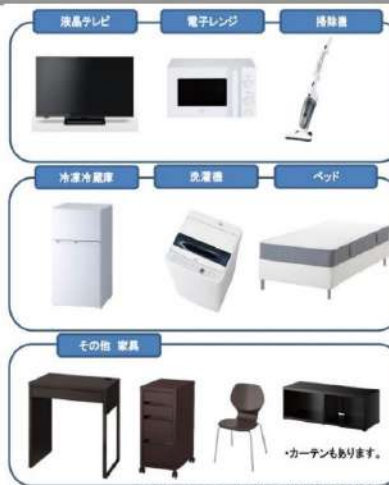 液晶テレビ
電子レンジ
掃除機
冷凍冷蔵庫
洗濯機
ベッド
その他 家具
・カーテンもあります。